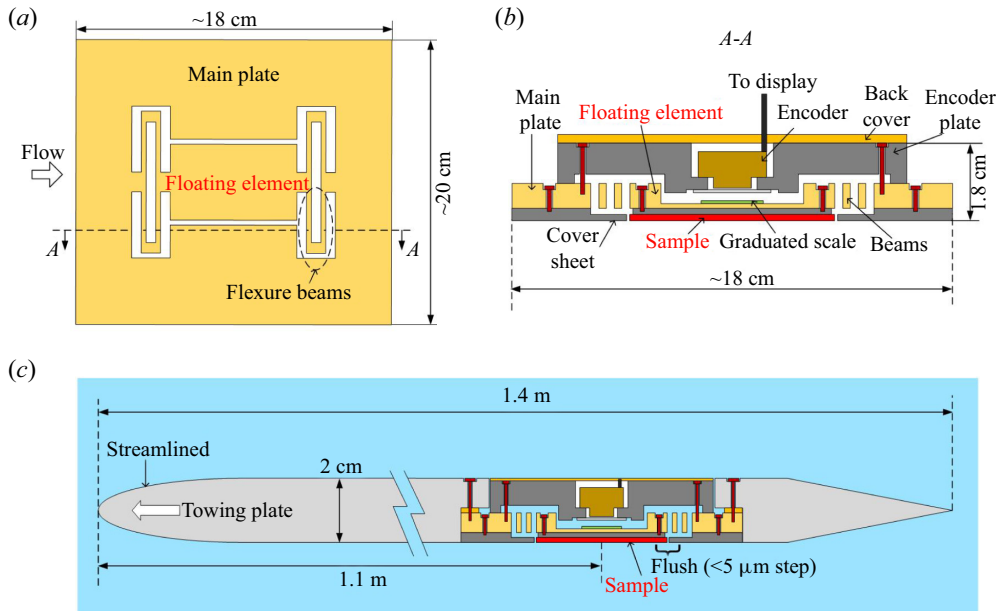 (a)
~18 cm
Main plate
Flow
Floating element
~20 cm
A
A
Flexure beams
(b)
A-A
To display
Main
plate
Floating element
Encoder
Back
cover
Encoder
plate
1.8 cm
Cover
sheet
Sample
Graduated scale
Beams
~18 cm
(c)
1.4 m
Streamlined
2 cm
Towing plate
Flush (<5 μm step)
1.1 m
Sample